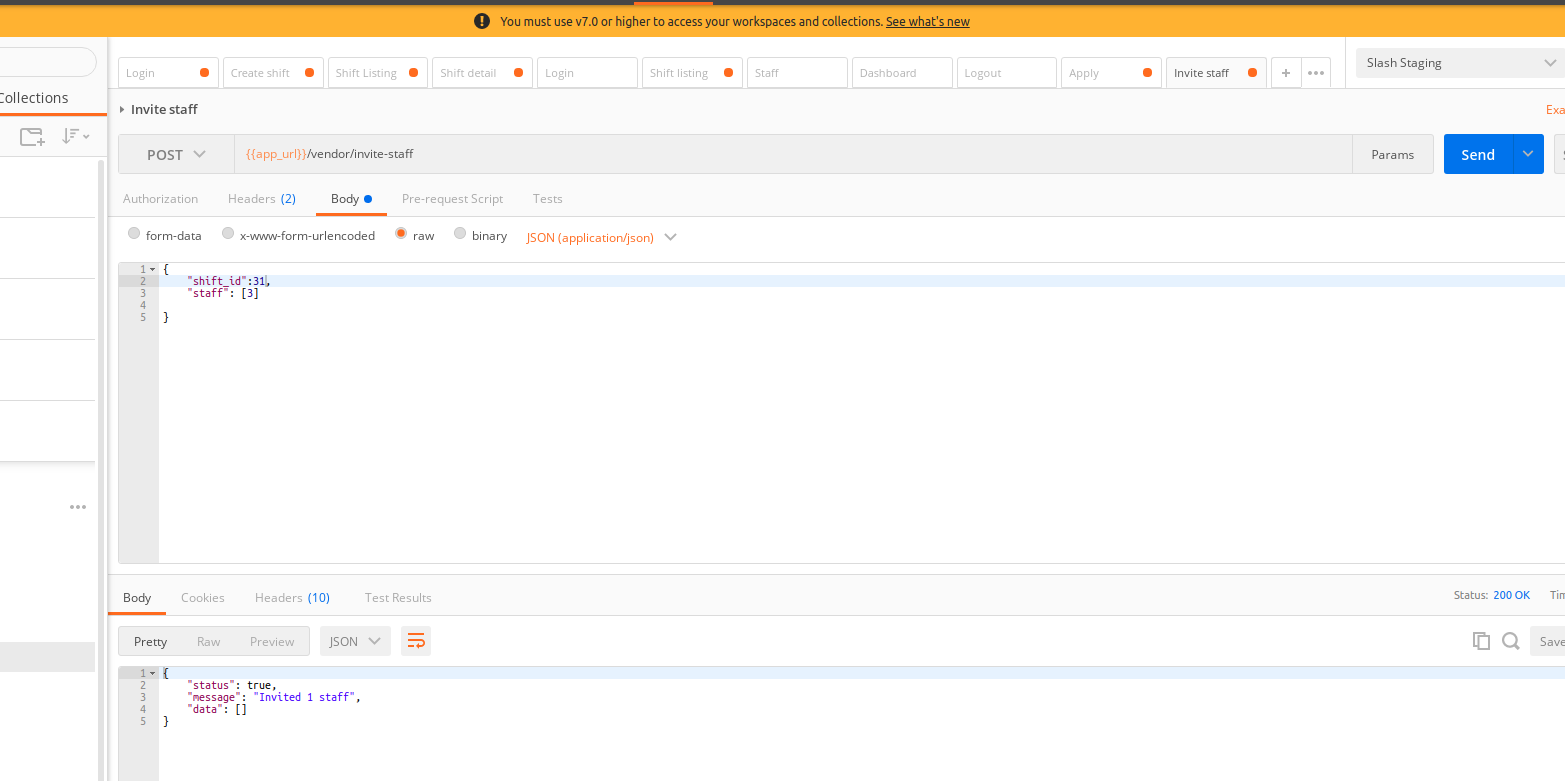 You must use v7.0 or higher to access your workspaces and collections. See what's new
Login Create shift Shift Listing Shift detail Login Shift listing Staff Dashboard Logout Apply Invite staff + •••
Slash Staging
Collections
Invite staff
Exa
POST {{app_url}}/vendor/invite-staff Params Send
Authorization Headers (2) Body Pre-request Script Tests
form-data x-www-form-urlencoded raw binary JSON (application/json)
1 {
2 "shift_id":31,
3 "staff": [3]
4
5 }
Body Cookies Headers (10) Test Results Status: 200 OK Tim
Pretty Raw Preview JSON Save
1 {
2 "status": true,
3 "message": "Invited 1 staff",
4 "data": []
5 }